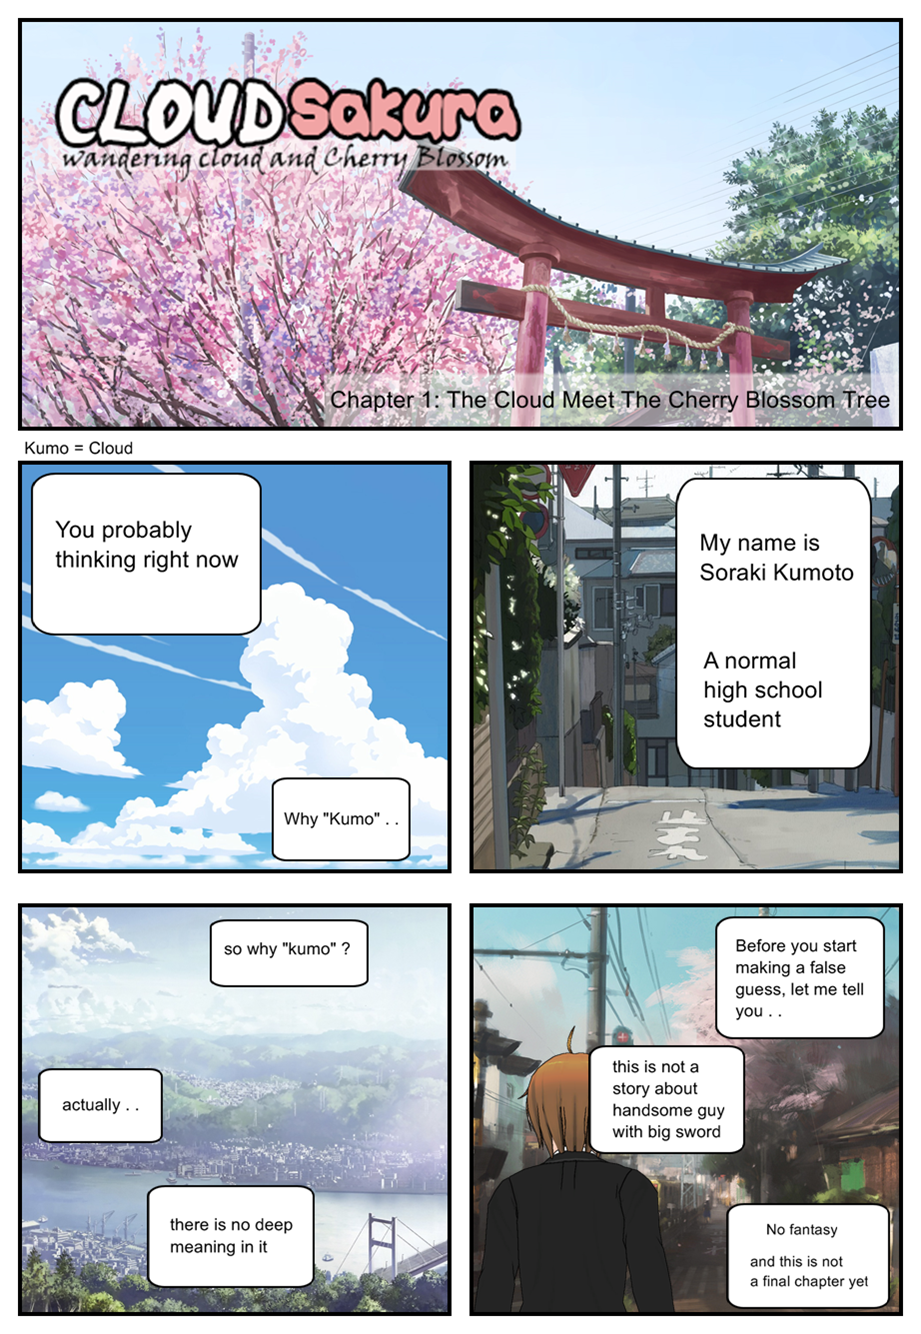 CLOUD Sakura
wandering cloud and Cherry Blossom
Chapter 1: The Cloud Meet The Cherry Blossom Tree
Kumo = Cloud
My name is
Soraki Kumoto
A normal
high school
student
止まれ
You probably
thinking right now
Why "Kumo" . .
Before you start
making a false
guess, let me tell
you . .
this is not a
story about
handsome guy
with big sword
No fantasy
and this is not
a final chapter yet
so why "kumo" ?
actually . .
there is no deep
meaning in it